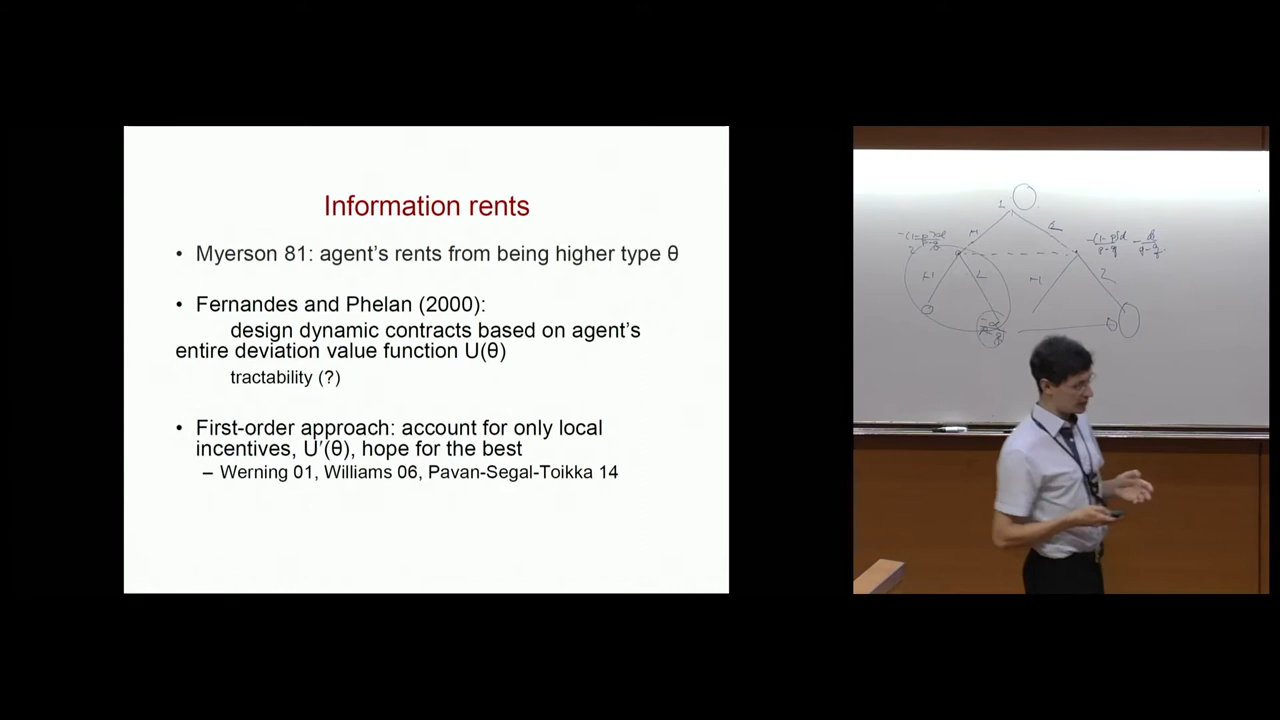 Information rents
• Myerson 81: agent's rents from being higher type θ
• Fernandes and Phelan (2000):
design dynamic contracts based on agent's
entire deviation value function U(θ)
tractability (?)
• First-order approach: account for only local
incentives, U′(θ), hope for the best
– Werning 01, Williams 06, Pavan-Segal-Toikka 14